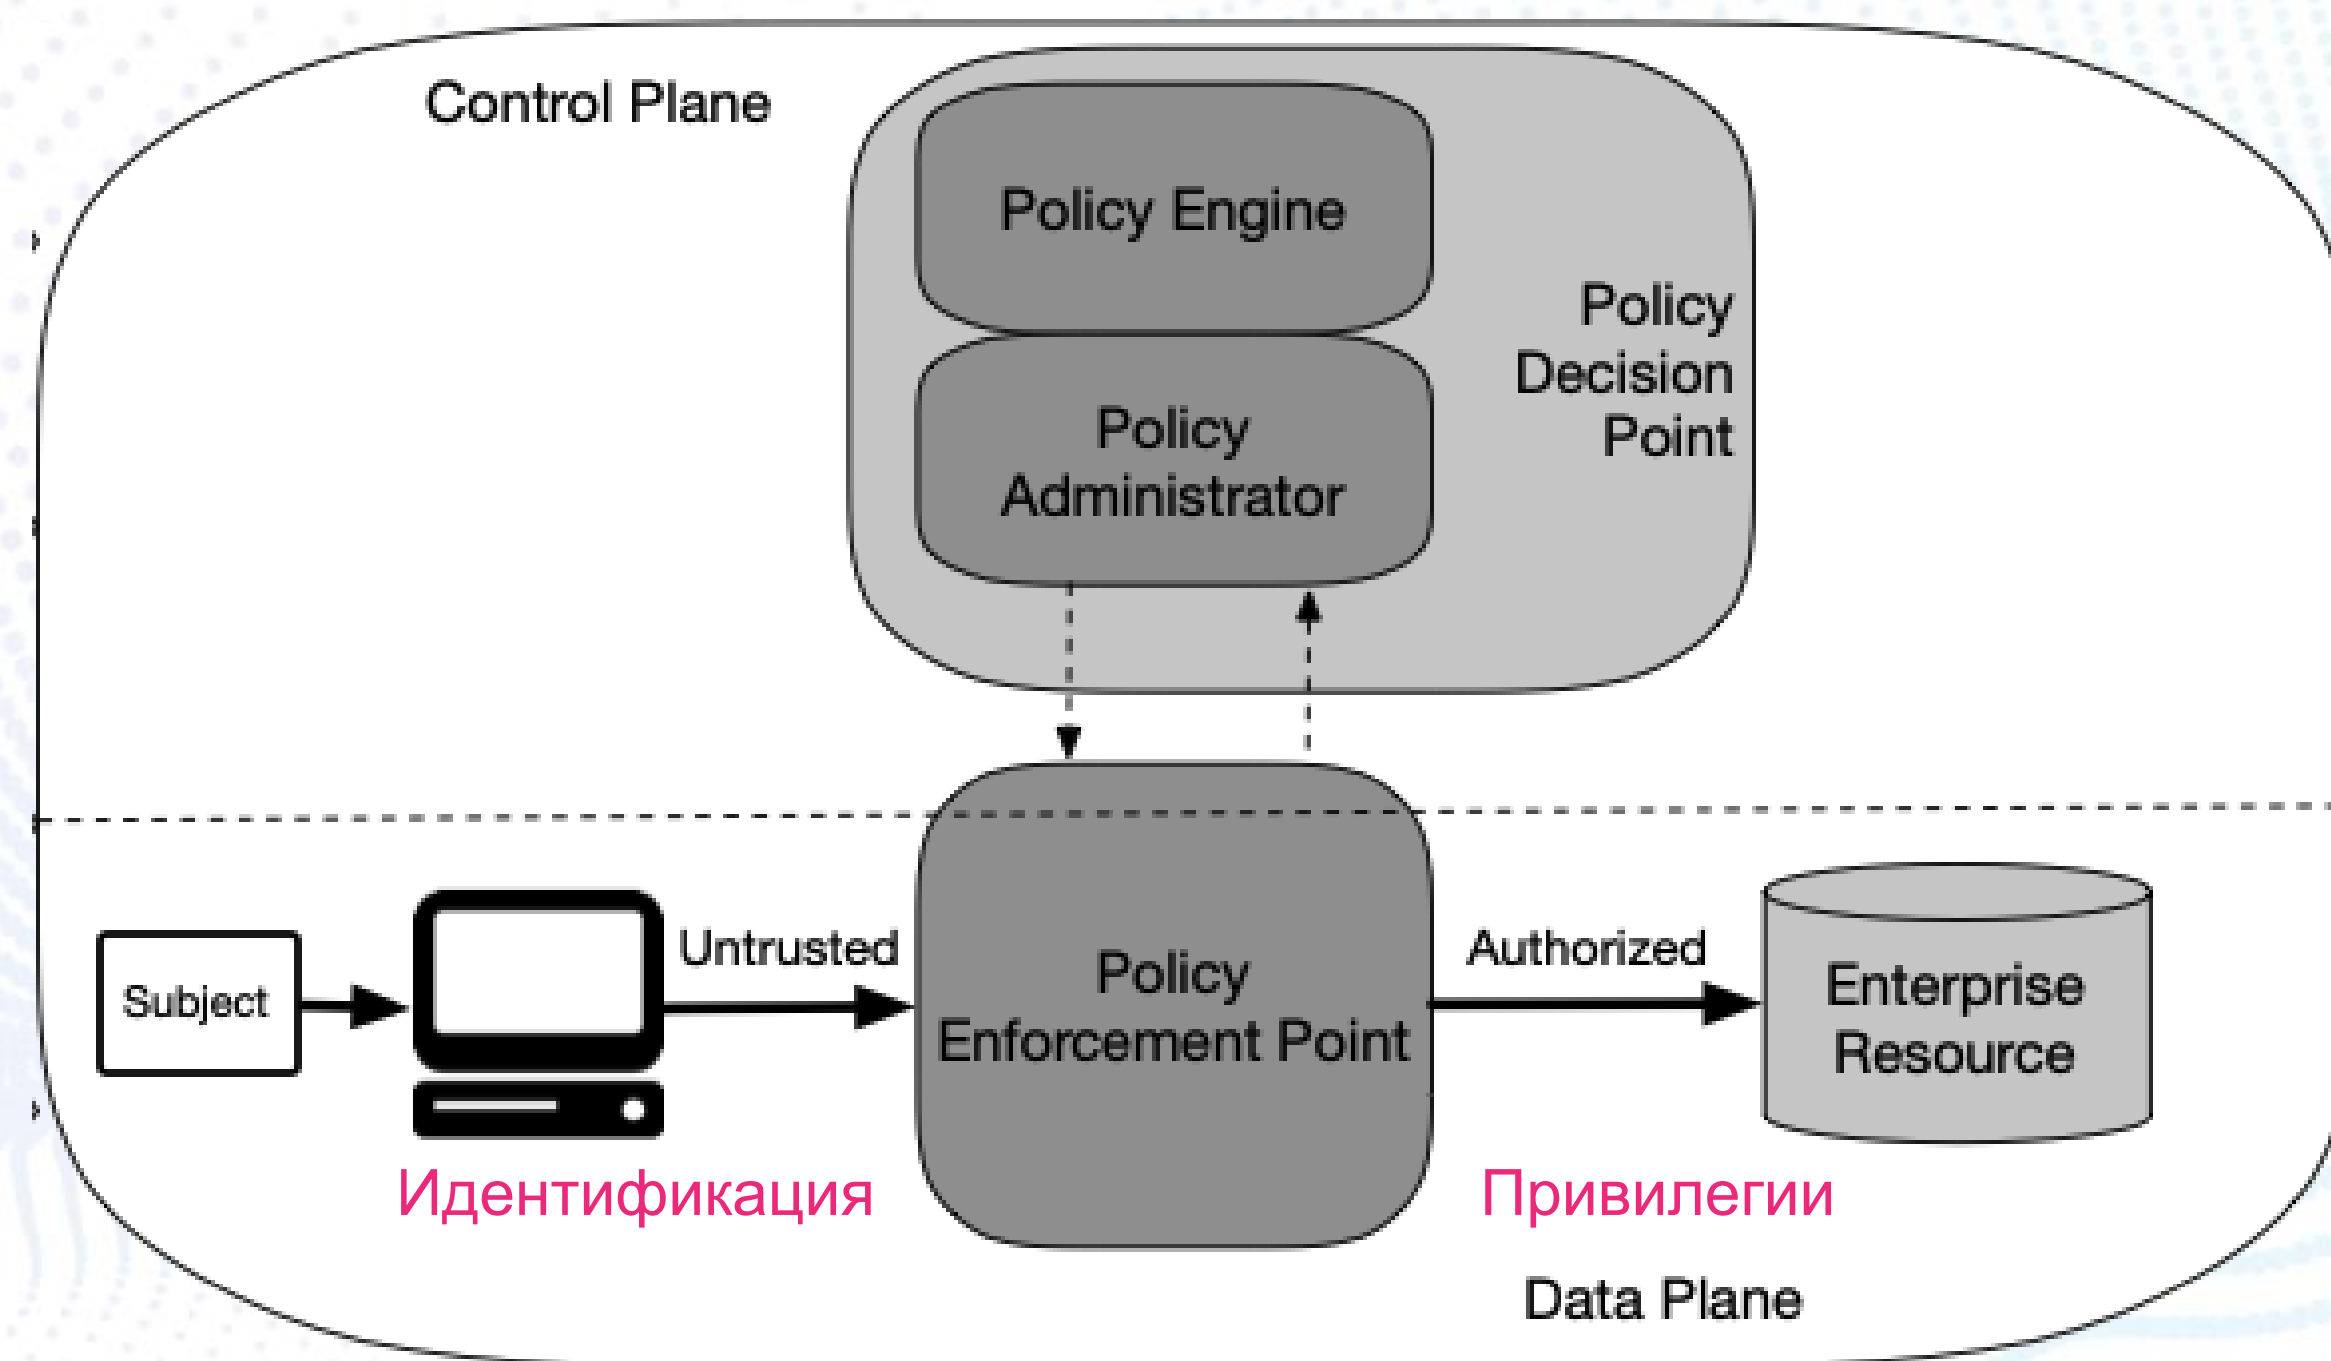 Control Plane
Policy Engine
Policy
Decision
Point
Policy
Administrator
Subject
Untrusted
Policy
Enforcement Point
Authorized
Enterprise
Resource
Идентификация
Привилегии
Data Plane